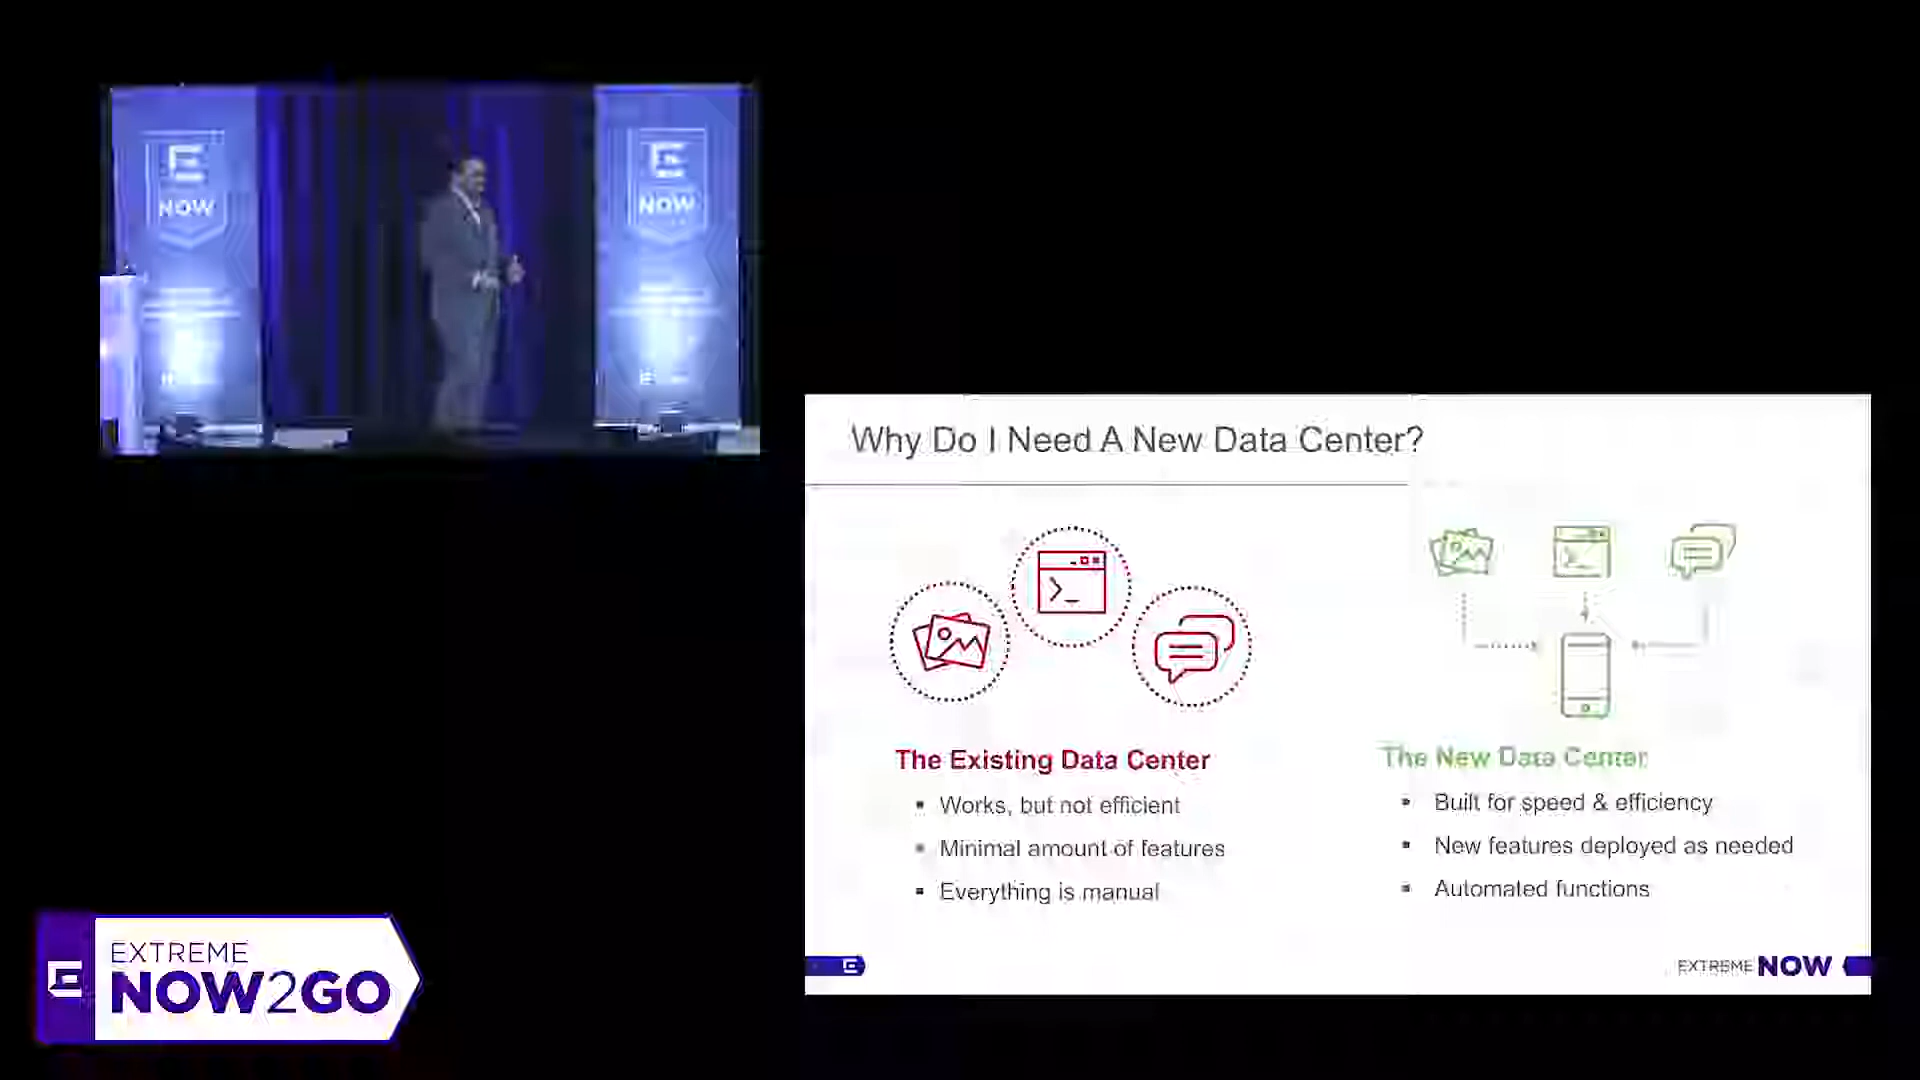 E
NOW
E
NOW
Why Do I Need A New Data Center?
The Existing Data Center
▪ Works, but not efficient
▪ Minimal amount of features
▪ Everything is manual
The New Data Center
▪ Built for speed & efficiency
▪ New features deployed as needed
▪ Automated functions
EXTREME NOW
EXTREME
NOW2GO